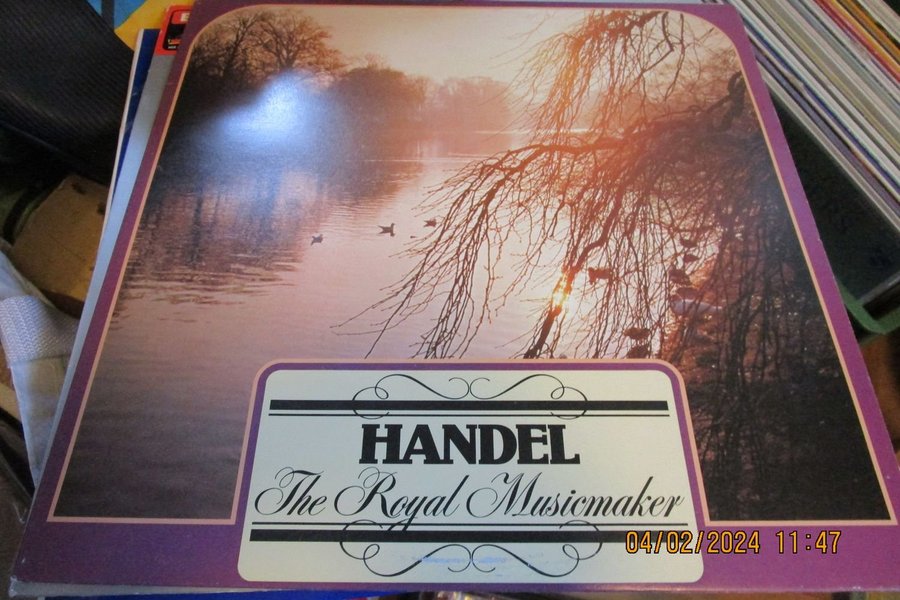 HANDEL
The Royal Musicmaker
04/02/2024 11:47